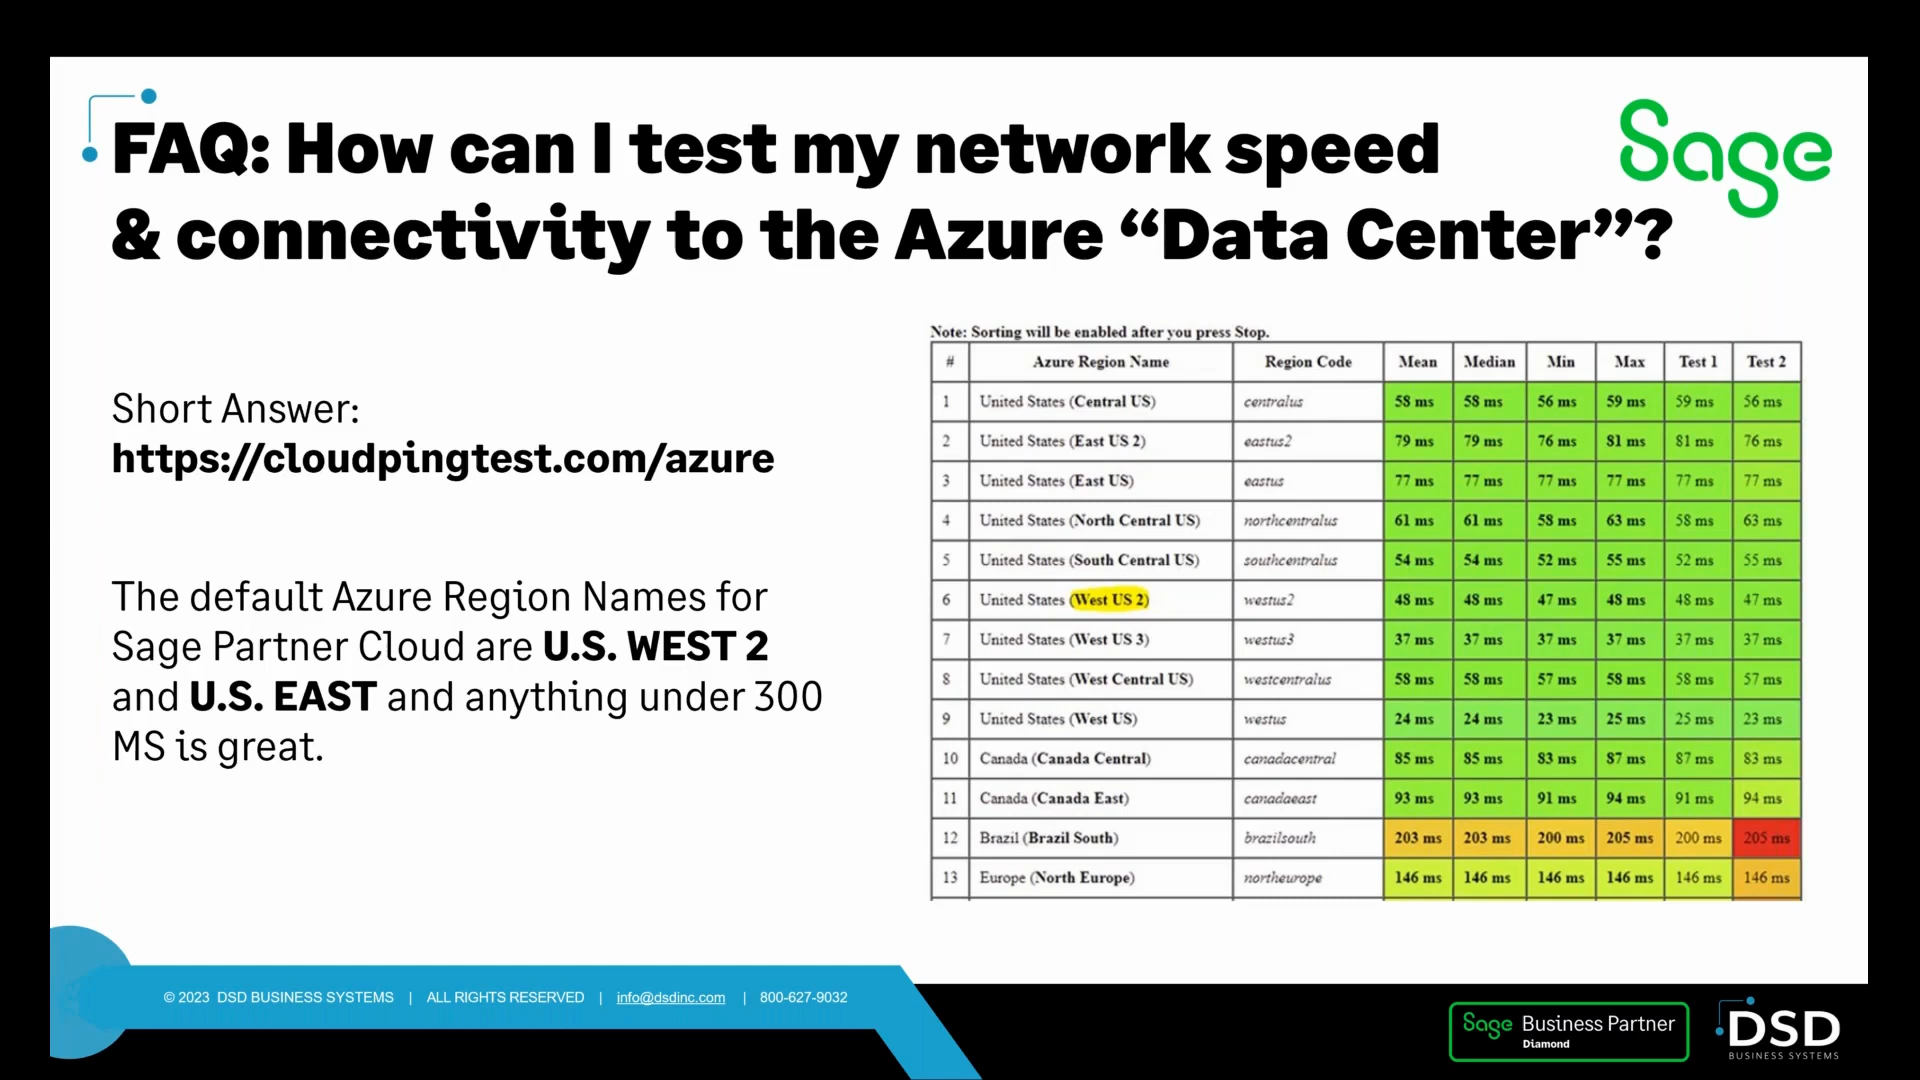 FAQ: How can I test my network speed
& connectivity to the Azure “Data Center”?
Sage
Short Answer:
https://cloudpingtest.com/azure
The default Azure Region Names for
Sage Partner Cloud are U.S. WEST 2
and U.S. EAST and anything under 300
MS is great.
Note: Sorting will be enabled after you press Stop.
# Azure Region Name Region Code Mean Median Min Max Test 1 Test 2
1 United States (Central US) centralus 58 ms 58 ms 56 ms 59 ms 59 ms 56 ms
2 United States (East US 2) eastus2 79 ms 79 ms 76 ms 81 ms 81 ms 76 ms
3 United States (East US) eastus 77 ms 77 ms 77 ms 77 ms 77 ms 77 ms
4 United States (North Central US) northcentralus 61 ms 61 ms 58 ms 63 ms 58 ms 63 ms
5 United States (South Central US) southcentralus 54 ms 54 ms 52 ms 55 ms 52 ms 55 ms
6 United States (West US 2) westus2 48 ms 48 ms 47 ms 48 ms 48 ms 47 ms
7 United States (West US 3) westus3 37 ms 37 ms 37 ms 37 ms 37 ms 37 ms
8 United States (West Central US) westcentralus 58 ms 58 ms 57 ms 58 ms 58 ms 57 ms
9 United States (West US) westus 24 ms 24 ms 23 ms 25 ms 25 ms 23 ms
10 Canada (Canada Central) canadacentral 85 ms 85 ms 83 ms 87 ms 87 ms 83 ms
11 Canada (Canada East) canadaeast 93 ms 93 ms 91 ms 94 ms 91 ms 94 ms
12 Brazil (Brazil South) brazilsouth 203 ms 203 ms 200 ms 205 ms 200 ms 205 ms
13 Europe (North Europe) northeurope 146 ms 146 ms 146 ms 146 ms 146 ms 146 ms
© 2023 DSD BUSINESS SYSTEMS | ALL RIGHTS RESERVED | info@dsdinc.com | 800-627-9032
Sage Business Partner
Diamond
DSD
BUSINESS SYSTEMS